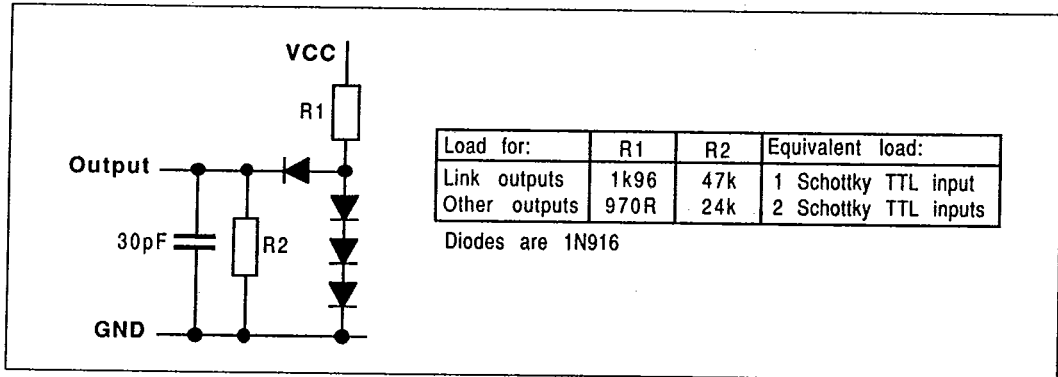 VCC
R1
Output
30pF
R2
GND
Load for: R1 R2 Equivalent load:
Link outputs 1k96 47k 1 Schottky TTL input
Other outputs 970R 24k 2 Schottky TTL inputs
Diodes are 1N916